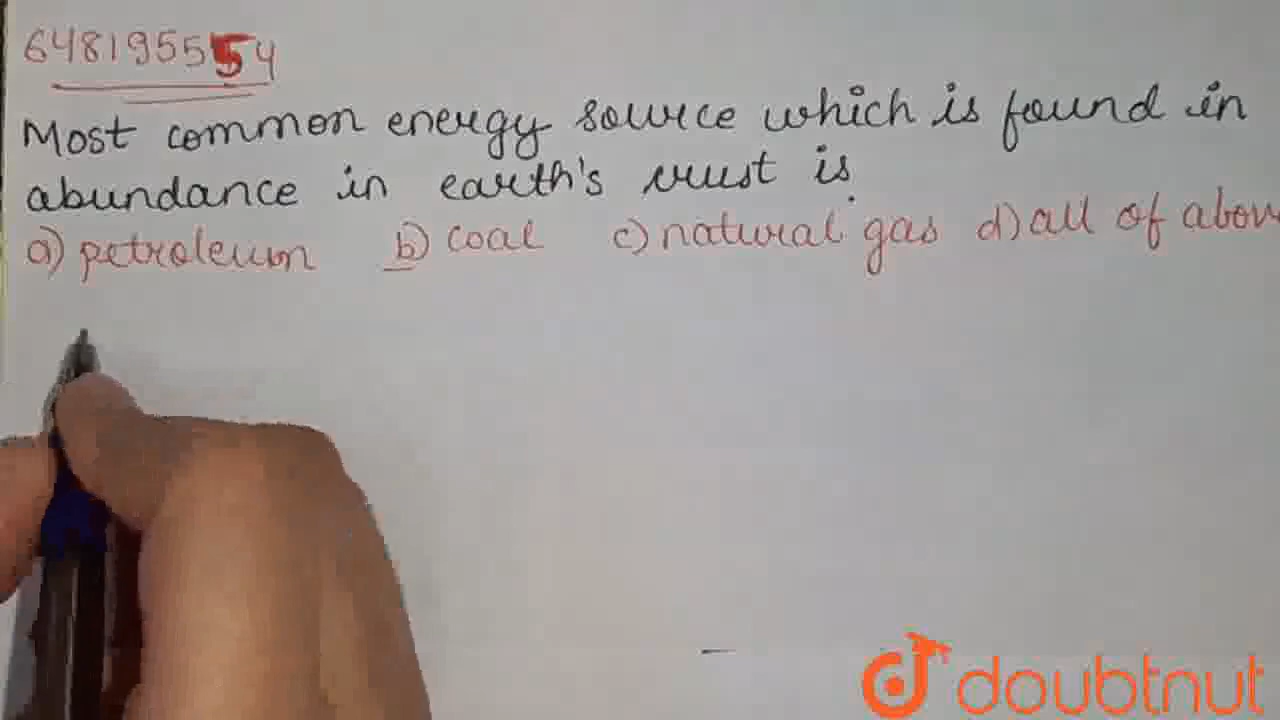 648195554
Most common energy source which is found in
abundance in earth's crust is
a) petroleum b) coal c) natural gas d) all of abov
doubtnut